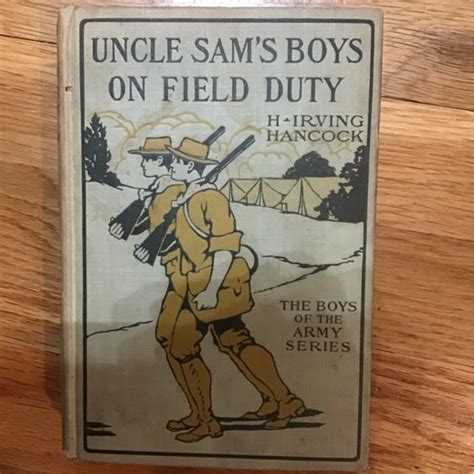 UNCLE SAM'S BOYS
ON FIELD DUTY
H-IRVING
HANCOCK
THE BOYS
OF THE
ARMY
SERIES